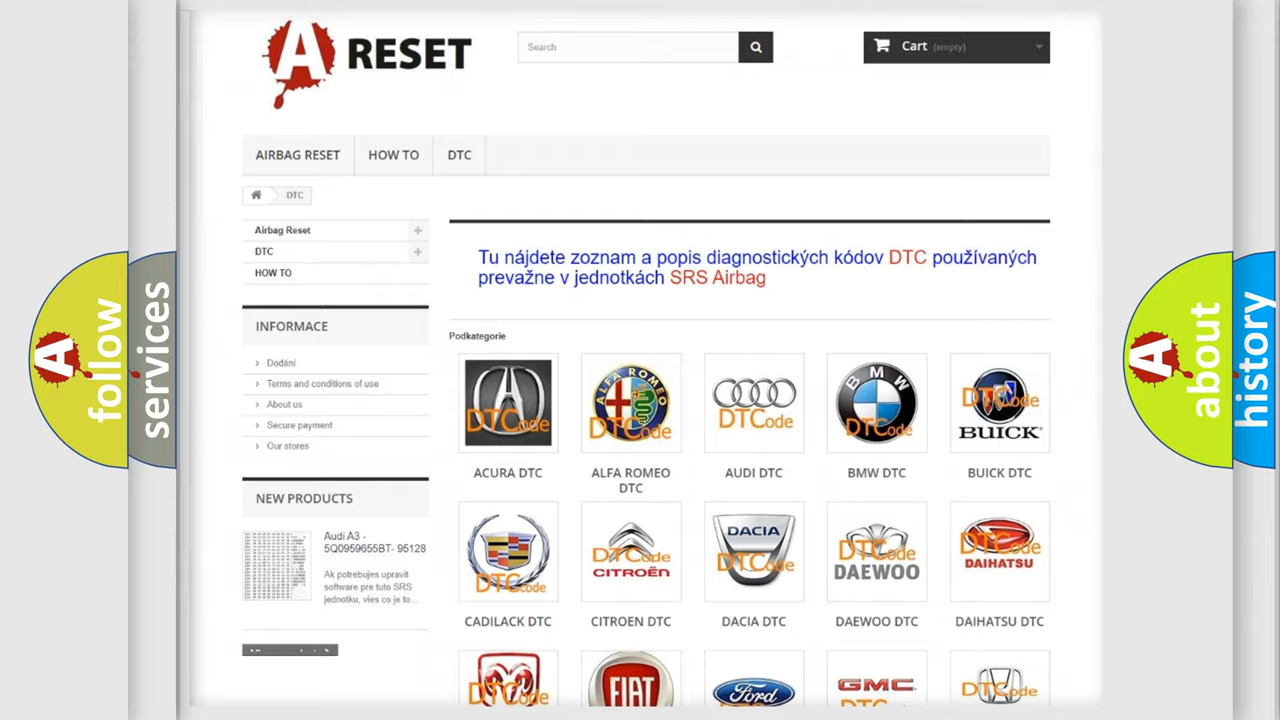 A RESET
Search
Cart (empty)
AIRBAG RESET
HOW TO
DTC
DTC
Airbag Reset
DTC
HOW TO
INFORMACE
Dodání
Terms and conditions of use
About us
Secure payment
Our stores
NEW PRODUCTS
Audi A3 -
5Q0959655BT- 95128
Ak potrebujes upravit
software pre tuto SRS
jednotku, vies co je to...
Tu nájdete zoznam a popis diagnostických kódov DTC používaných
prevažne v jednotkách SRS Airbag
Podkategorie
DTCode
ALFA ROMEO
DTCode
DTCode
BMW
DTCode
DTCode
BUICK
ACURA DTC
ALFA ROMEO
DTC
AUDI DTC
BMW DTC
BUICK DTC
DTCode
DTCode
CITROËN
DACIA
DTCode
DTCode
DAEWOO
DTCode
DAIHATSU
CADILACK DTC
CITROEN DTC
DACIA DTC
DAEWOO DTC
DAIHATSU DTC
DTCode
FIAT
Ford
GMC
DTCode
A follow
services
A about
history